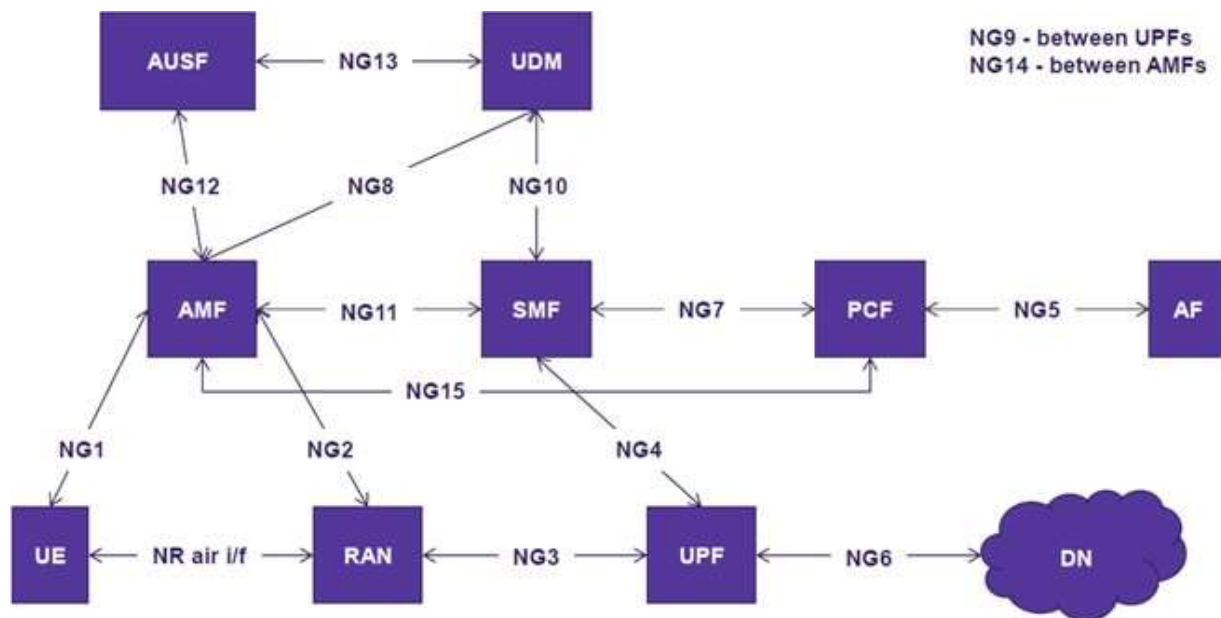 AUSF
NG13
UDM
NG9 - between UPFs
NG14 - between AMFs
NG12
NG8
NG10
AMF
NG11
SMF
NG7
PCF
NG5
AF
NG15
NG1
NG2
NG4
UE
NR air i/f
RAN
NG3
UPF
NG6
DN